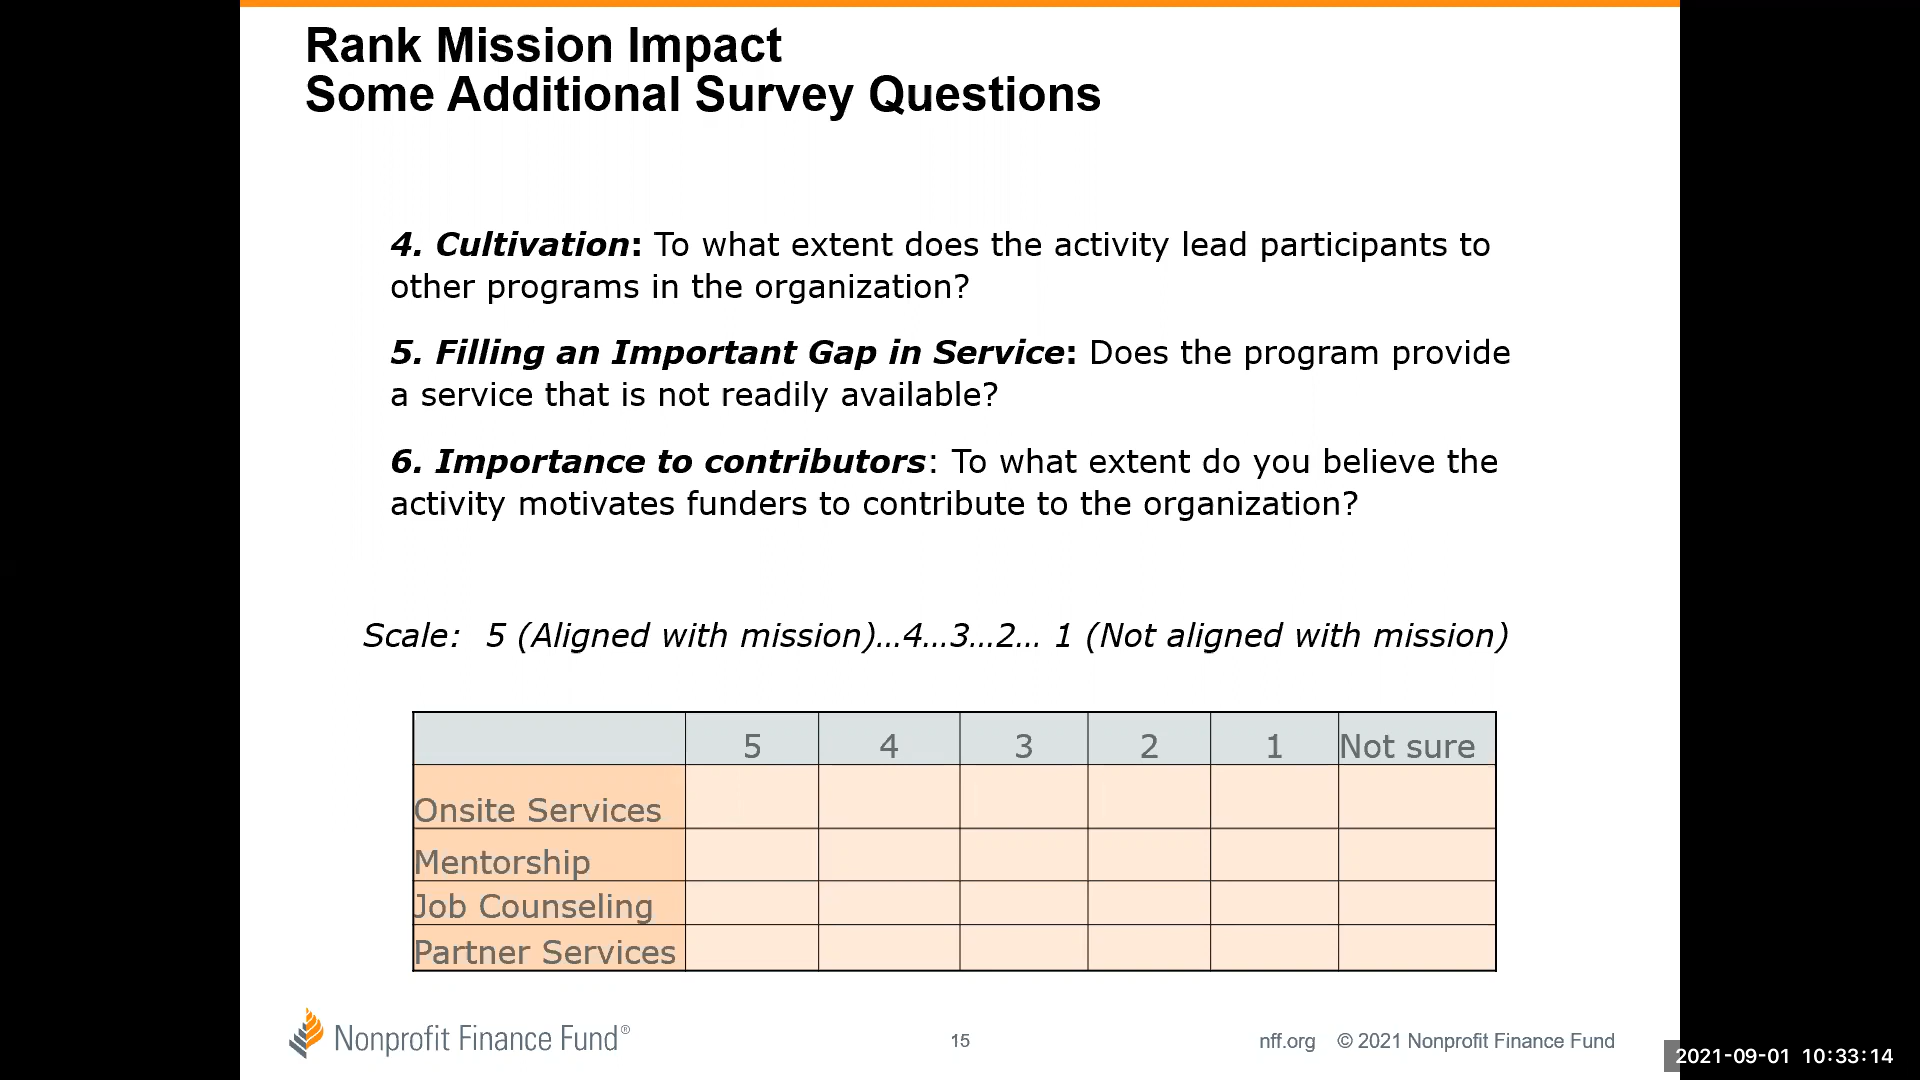 Rank Mission Impact
Some Additional Survey Questions
4. Cultivation: To what extent does the activity lead participants to
other programs in the organization?
5. Filling an Important Gap in Service: Does the program provide
a service that is not readily available?
6. Importance to contributors: To what extent do you believe the
activity motivates funders to contribute to the organization?
Scale: 5 (Aligned with mission)…4…3…2… 1 (Not aligned with mission)
5 4 3 2 1 Not sure
Onsite Services
Mentorship
Job Counseling
Partner Services
Nonprofit Finance Fund®
15
nff.org © 2021 Nonprofit Finance Fund
2021-09-01 10:33:14